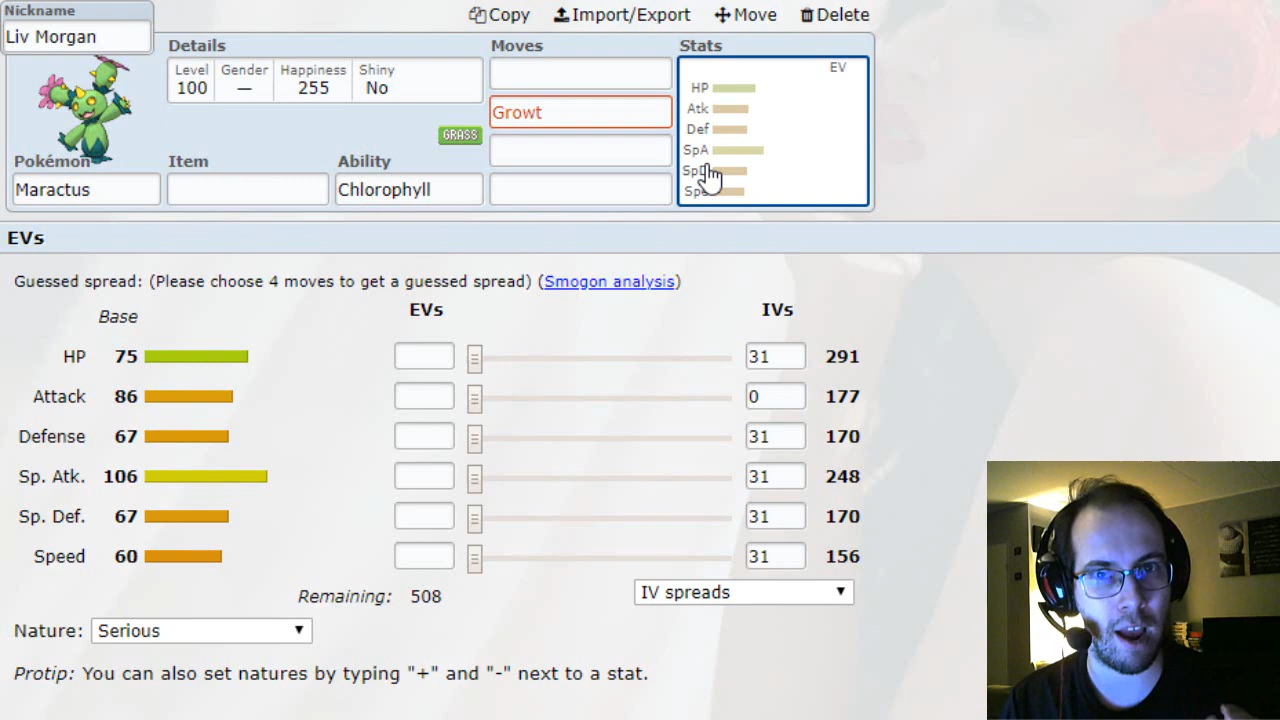 Nickname
Liv Morgan
Copy Import/Export Move Delete
Details
Level Gender Happiness Shiny
100 — 255 No
GRASS
Pokémon Item Ability
Maractus Chlorophyll
Moves
Growt
Stats
EV
HP
Atk
Def
SpA
EVs
Guessed spread: (Please choose 4 moves to get a guessed spread) (Smogon analysis)
Base EVs IVs
HP 75 31 291
Attack 86 0 177
Defense 67 31 170
Sp. Atk. 106 31 248
Sp. Def. 67 31 170
Speed 60 31 156
Remaining: 508 IV spreads
Nature: Serious
Protip: You can also set natures by typing "+" and "-" next to a stat.